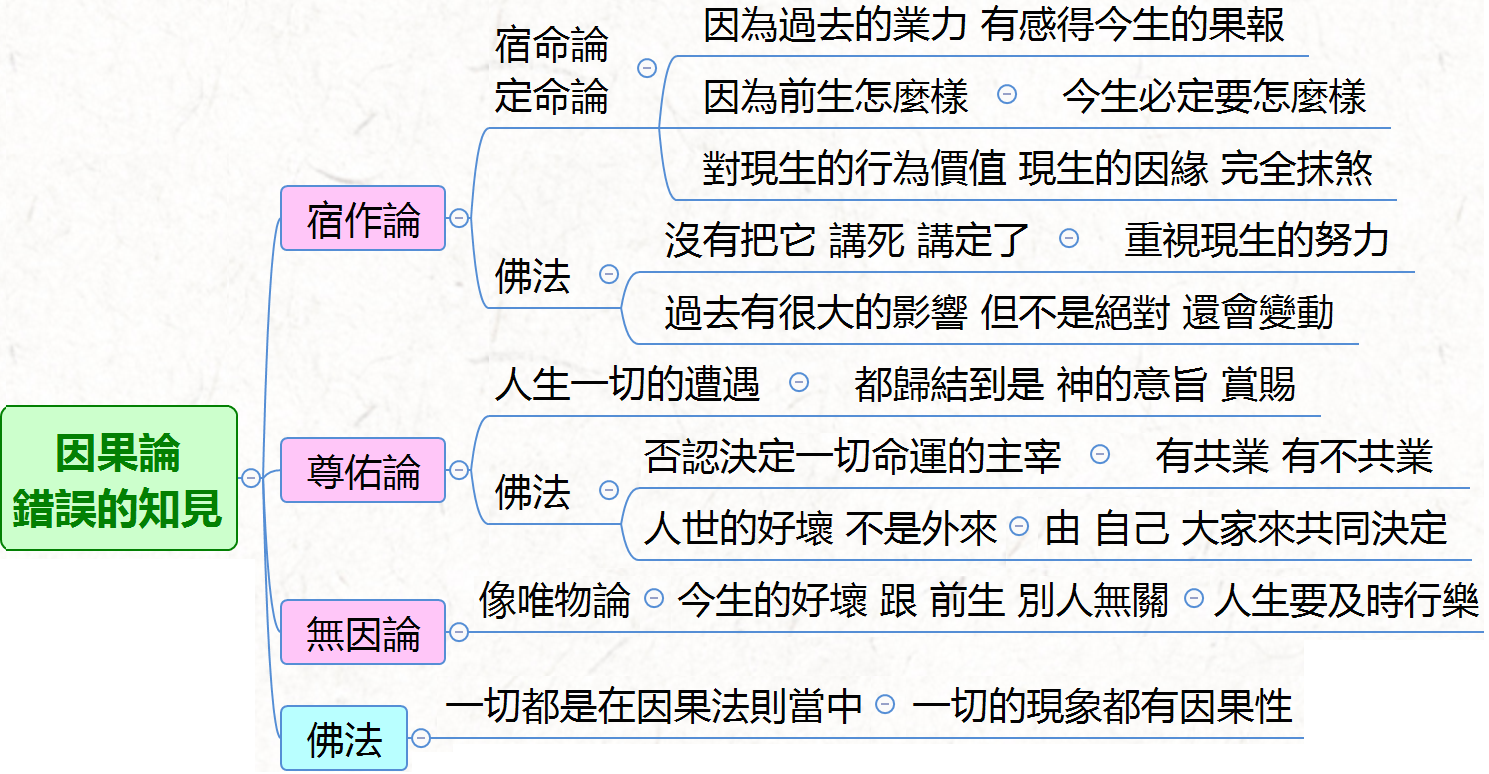 因果論
錯誤的知見
宿作論
宿命論
定命論
因為過去的業力 有感得今生的果報
因為前生怎麼樣 今生必定要怎麼樣
對現生的行為價值 現生的因緣 完全抹煞
佛法
沒有把它 講死 講定了 重視現生的努力
過去有很大的影響 但不是絕對 還會變動
尊佑論
人生一切的遭遇 都歸結到是 神的意旨 賞賜
佛法
否認決定一切命運的主宰 有共業 有不共業
人世的好壞 不是外來 由 自己 大家來共同決定
無因論
像唯物論 今生的好壞 跟 前生 別人無關 人生要及時行樂
佛法
一切都是在因果法則當中 一切的現象都有因果性